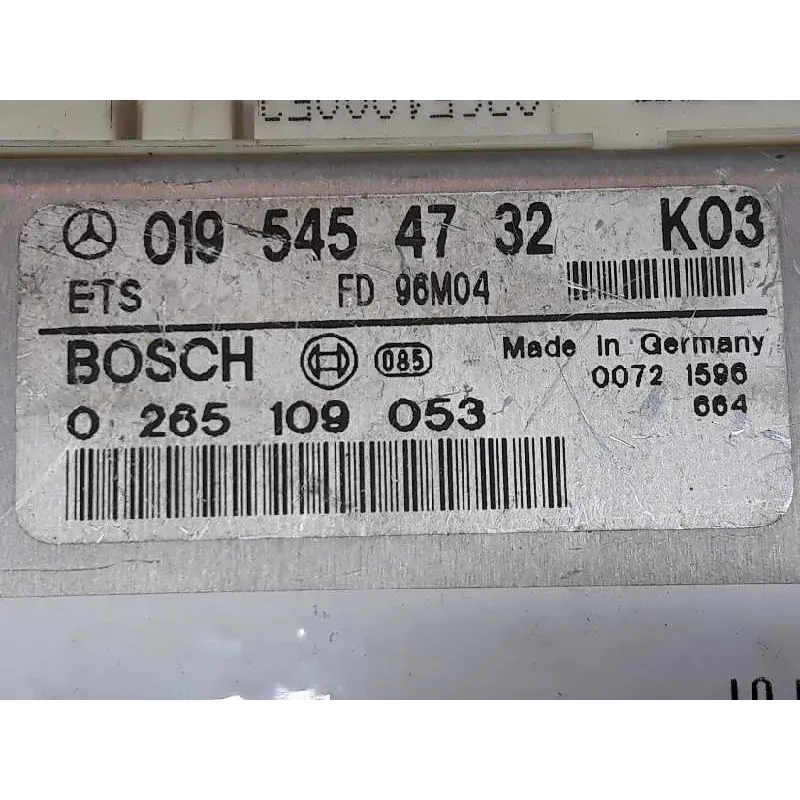 019 545 47 32 K03
ETS FD 96M04
BOSCH 085 Made in Germany
0072 1596
0 265 109 053 664